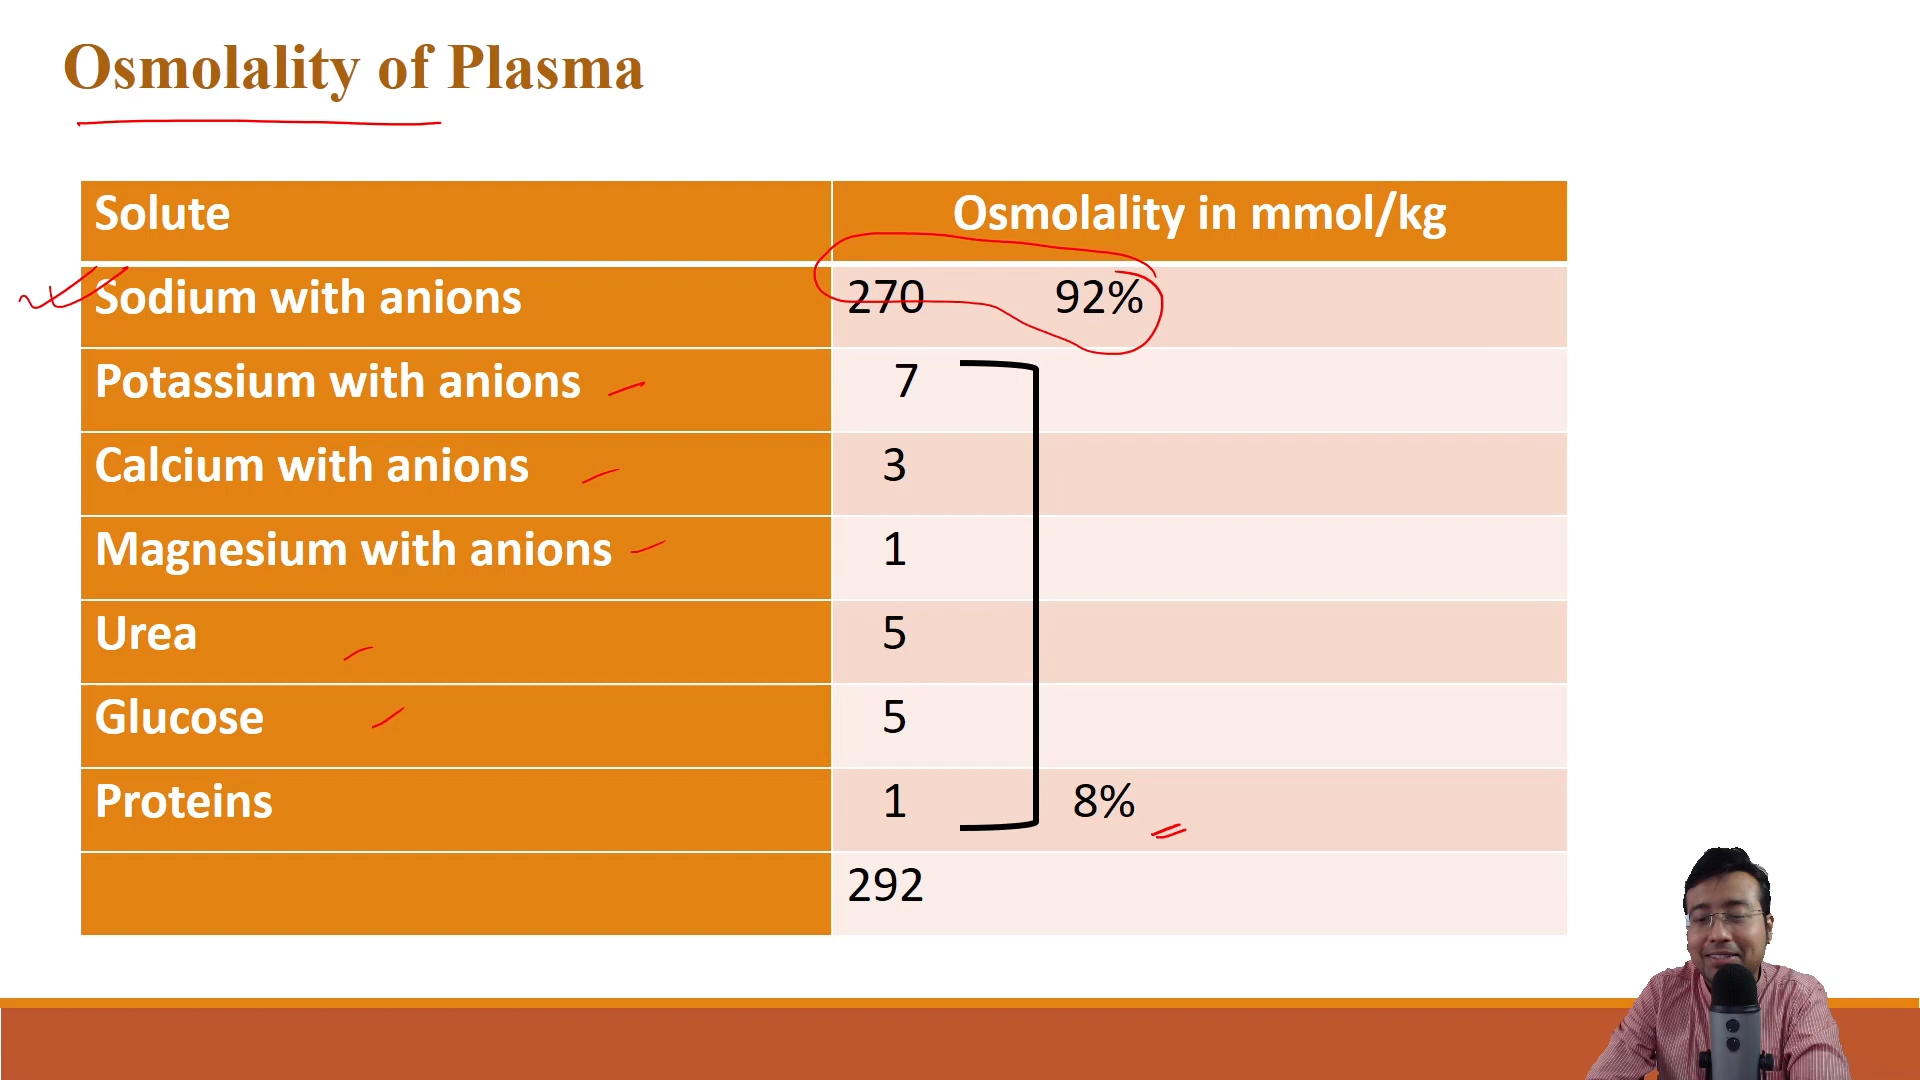 Osmolality of Plasma
Solute Osmolality in mmol/kg
Sodium with anions 270 92%
Potassium with anions 7
Calcium with anions 3
Magnesium with anions 1
Urea 5
Glucose 5
Proteins 1 8%
292